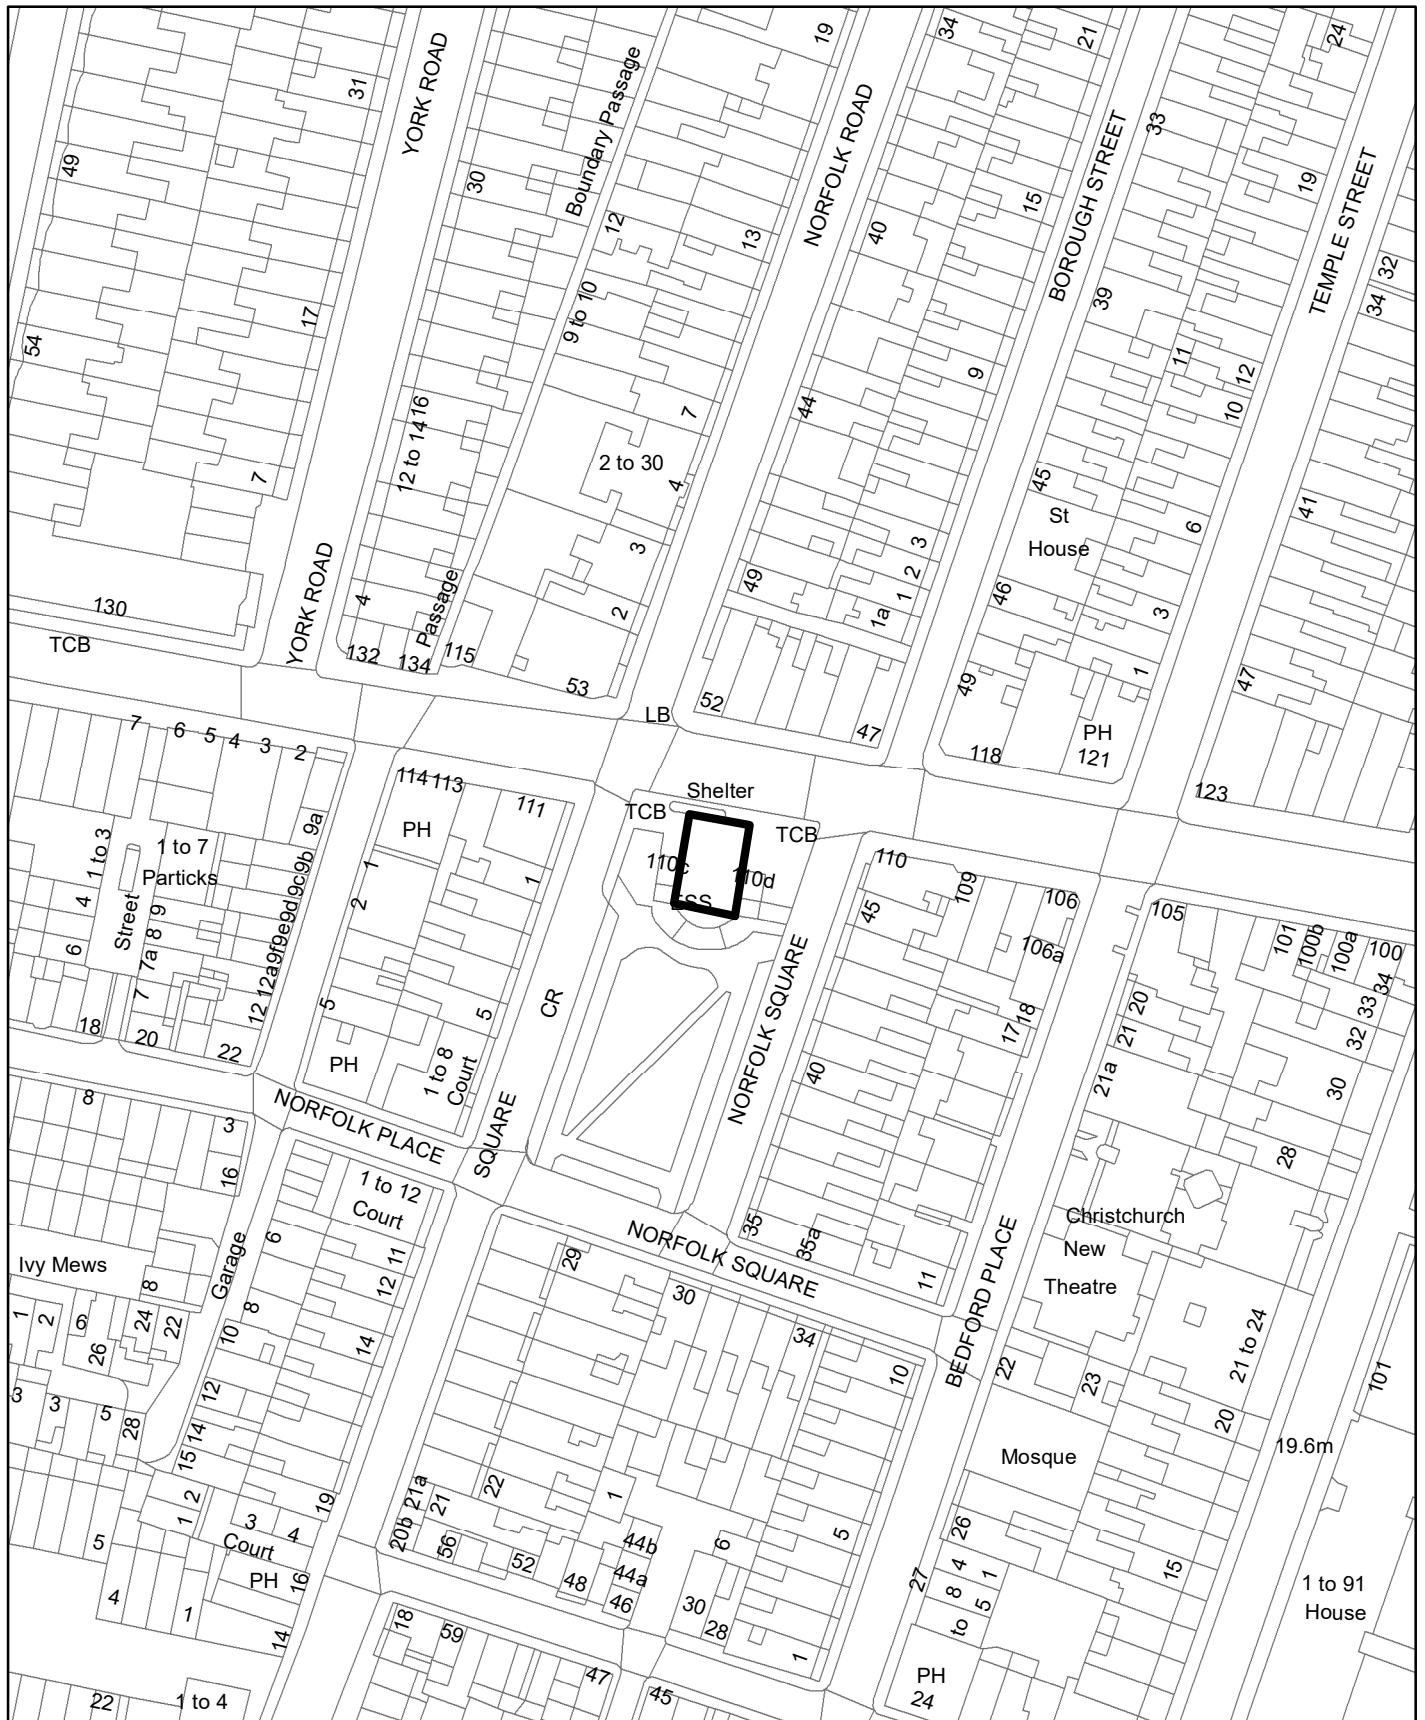 19
34
21
24
YORK ROAD
31
Boundary Passage
NORFOLK ROAD
BOROUGH STREET
33
49
30
12
13
40
15
19
TEMPLE STREET
32
34
39
17
9 to 10
54
11
12
10
9
16
12 to 14
7
44
2 to 30
4
7
45
St
House
41
6
3
3
2
1
1a
49
46
3
YORK ROAD
4
Passage
2
130
TCB
132
134
115
53
1
49
47
52
LB
47
118
PH
121
123
7
6
5
4
3
2
114
113
111
Shelter
TCB
TCB
PH
9a
1 to 3
1 to 7
Particks
1
1
110c
110d
ESS
110
109
106
105
9b
9c
9d
9e
9f
12a
12
4
Street
9
8
7a
2
45
106a
101
100b
100a
100
34
33
32
6
7
5
5
CR
NORFOLK SQUARE
18
17
20
21
18
20
22
PH
1 to 8
Court
40
21a
30
8
3
NORFOLK PLACE
SQUARE
16
1 to 12
Court
28
Christchurch
New
Theatre
35
35a
NORFOLK SQUARE
BEDFORD PLACE
Ivy Mews
Garage
6
11
12
29
30
11
8
1
2
6
24
22
26
8
10
14
34
10
22
23
21 to 24
101
3
3
5
28
12
14
15
20
19.6m
Mosque
1
2
19
21a
20b
21
22
1
3
4
Court
5
56
52
48
44b
44a
46
6
5
26
15
PH
16
4
1
14
30
28
27
4
8
to
1
5
1 to 91
House
18
59
47
45
1
PH
24
22
1 to 4